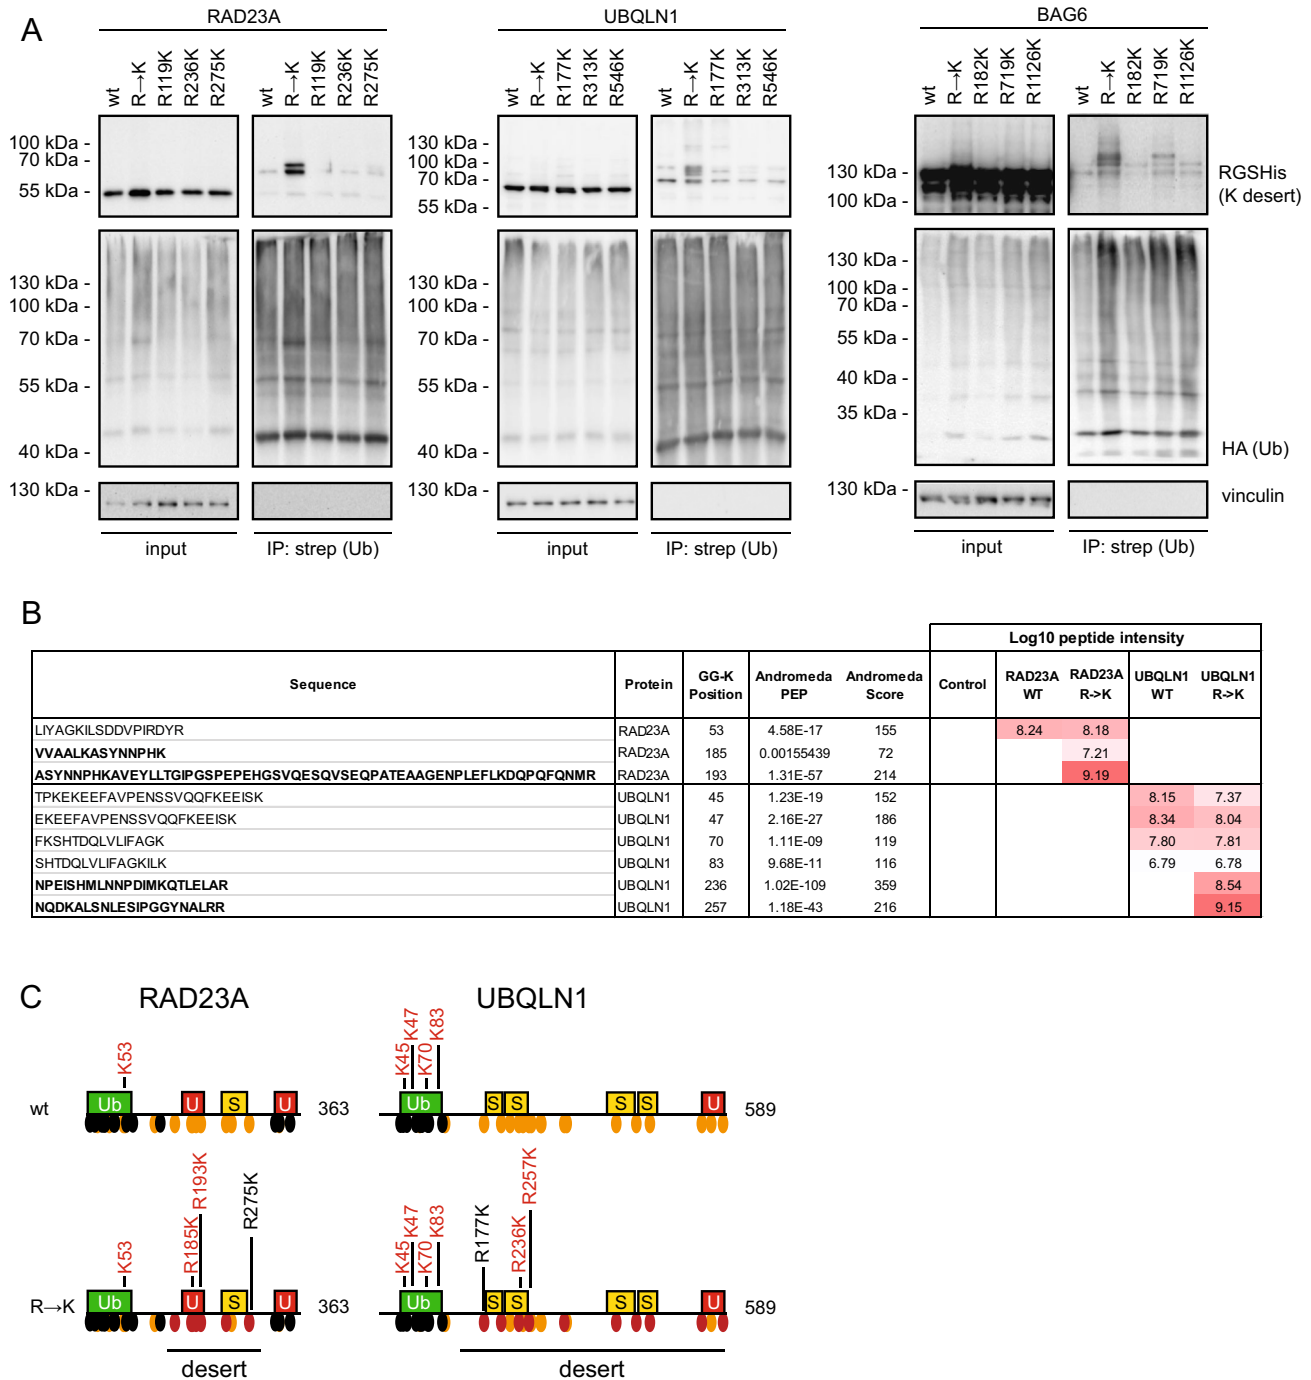 A
RAD23A UBQLN1 BAG6
wt R→K R119K R236K R275K wt R→K R119K R236K R275K wt R→K R177K R313K R546K wt R→K R177K R313K R546K wt R→K R182K R719K R1126K wt R→K R182K R719K R1126K
100 kDa -
70 kDa -
55 kDa -
130 kDa -
100 kDa -
70 kDa -
55 kDa -
130 kDa -
100 kDa -
RGSHis
(K desert)
130 kDa -
100 kDa -
70 kDa -
55 kDa -
40 kDa -
130 kDa -
100 kDa -
70 kDa -
55 kDa -
40 kDa -
130 kDa -
100 kDa -
70 kDa -
55 kDa -
40 kDa -
35 kDa -
HA (Ub)
130 kDa - 130 kDa - 130 kDa - vinculin
input IP: strep (Ub) input IP: strep (Ub) input IP: strep (Ub)
B
Log10 peptide intensity
Sequence Protein GG-K Position Andromeda PEP Andromeda Score Control RAD23A WT RAD23A R->K UBQLN1 WT UBQLN1 R->K
LIYAGKILSDDVPIRDYR RAD23A 53 4.58E-17 155 8.24 8.18
VVAALKASYNNPHK RAD23A 185 0.00155439 72 7.21
ASYNNPHKAVEYLLTGIPGSPEPEHGSVQESQVSEQPATEAAGENPLEFLKDQPQFQNMR RAD23A 193 1.31E-57 214 9.19
TPKEKEEFAVPENSSVQQFKEEISK UBQLN1 45 1.23E-19 152 8.15 7.37
EKEEFAVPENSSVQQFKEEISK UBQLN1 47 2.16E-27 186 8.34 8.04
FKSHTDQLVLIFAGK UBQLN1 70 1.11E-09 119 7.80 7.81
SHTDQLVLIFAGKILK UBQLN1 83 9.68E-11 116 6.79 6.78
NPEISHMLNNPDIMKQTLELAR UBQLN1 236 1.02E-109 359 8.54
NQDKALSNLESIPGGYNALRR UBQLN1 257 1.18E-43 216 9.15
C
RAD23A UBQLN1
K53 K45 K47 K70 K83
wt Ub U S U 363 Ub S S S S U 589
K53 R185K R193K R275K K45 K47 K70 K83 R177K R236K R257K
R→K Ub U S U 363 Ub S S S S U 589
desert desert